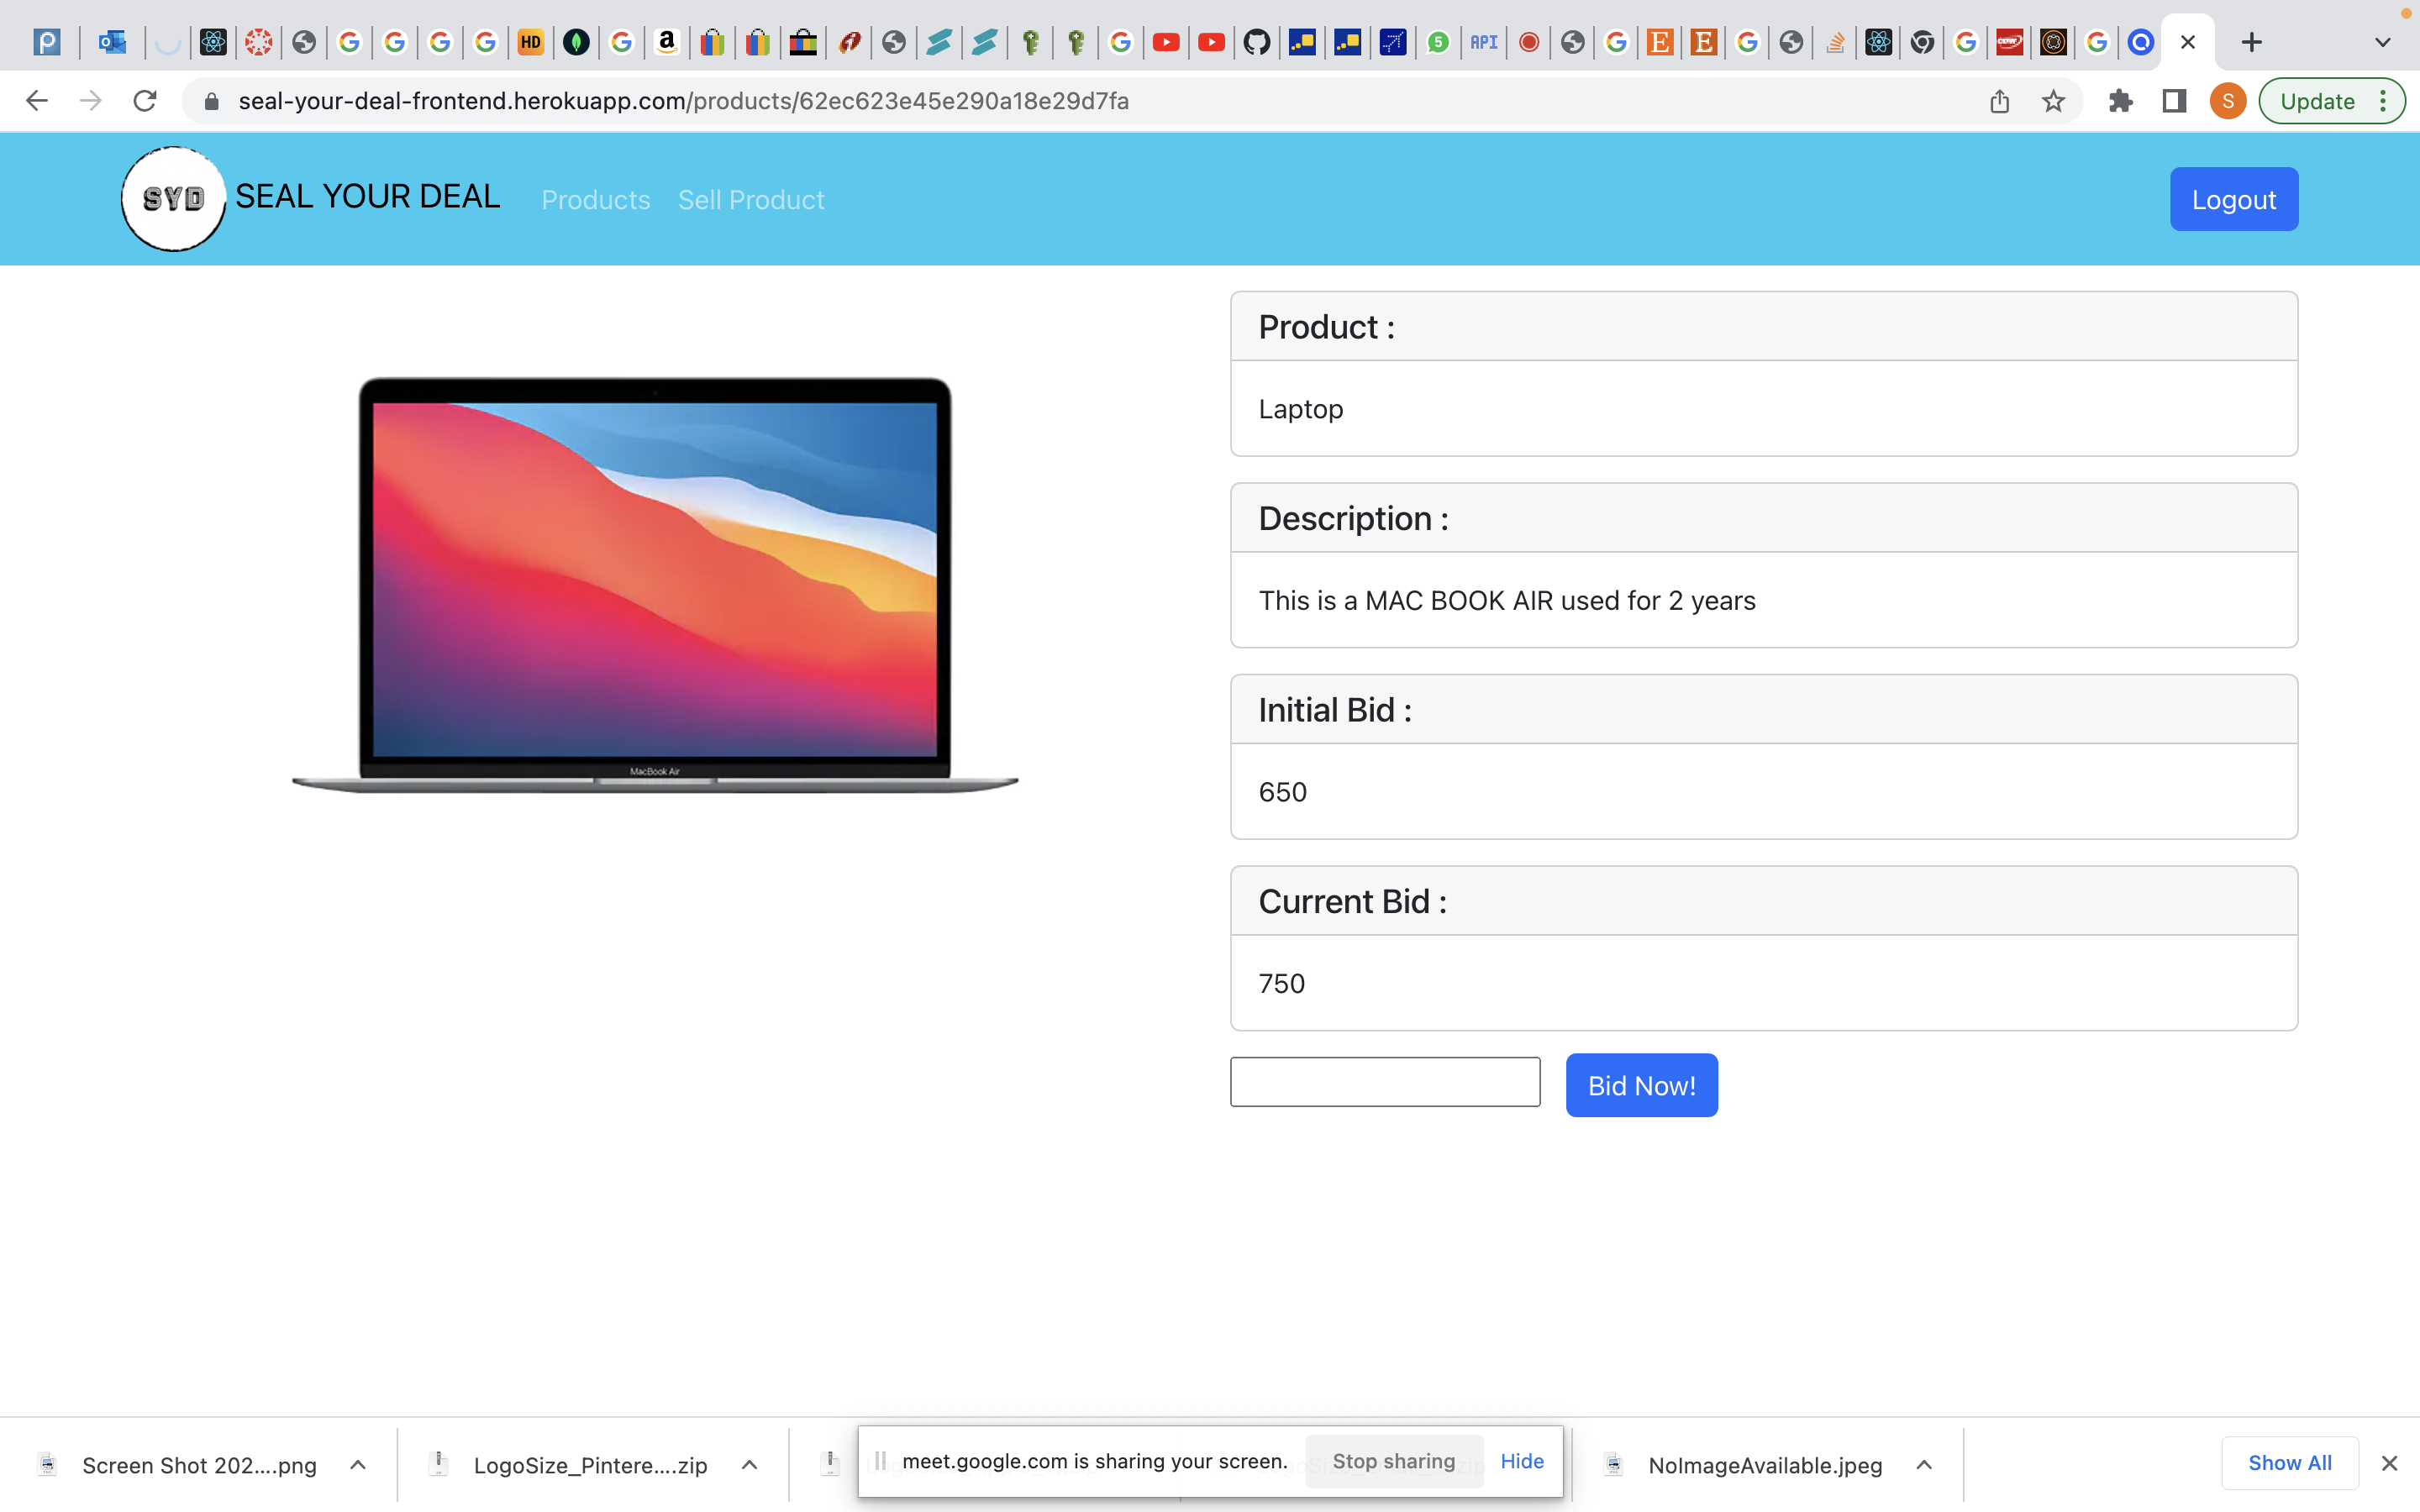 HD
a
5
API
E
E
CDW
seal-your-deal-frontend.herokuapp.com/products/62ec623e45e290a18e29d7fa
S
Update
SYD
SEAL YOUR DEAL
Products
Sell Product
Logout
Product :
Laptop
Description :
This is a MAC BOOK AIR used for 2 years
Initial Bid :
650
Current Bid :
750
Bid Now!
MacBook Air
Screen Shot 202....png
LogoSize_Pintere....zip
meet.google.com is sharing your screen.
Stop sharing
Hide
NoImageAvailable.jpeg
Show All